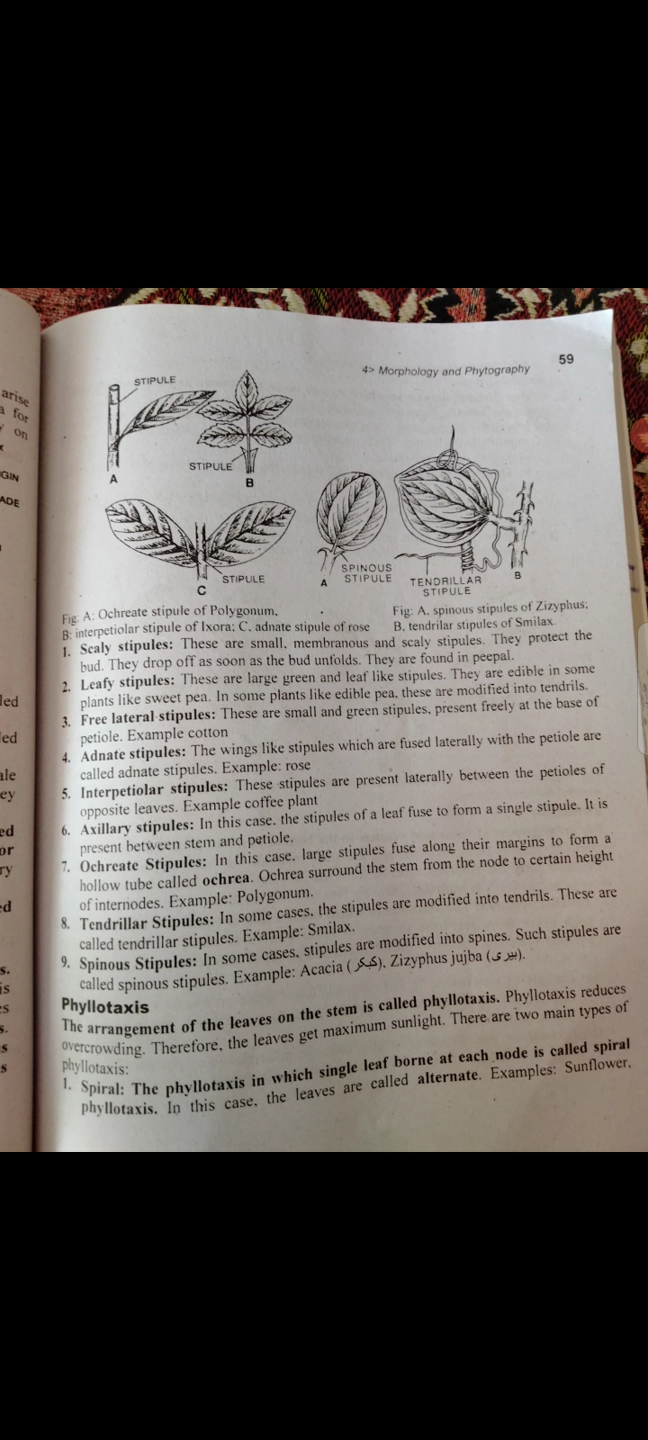 59
4> Morphology and Phytography
STIPULE
STIPULE
A
B
STIPULE
C
SPINOUS
STIPULE
A
TENDRILLAR
STIPULE
B
Fig: A: Ochreate stipule of Polygonum,
B: interpetiolar stipule of Ixora; C, adnate stipule of rose
Fig: A, spinous stipules of Zizyphus;
B, tendrilar stipules of Smilax.
1. Scaly stipules: These are small, membranous and scaly stipules. They protect the
bud. They drop off as soon as the bud unfolds. They are found in peepal.
2. Leafy stipules: These are large green and leaf like stipules. They are edible in some
plants like sweet pea. In some plants like edible pea, these are modified into tendrils.
3. Free lateral stipules: These are small and green stipules, present freely at the base of
petiole. Example cotton
4. Adnate stipules: The wings like stipules which are fused laterally with the petiole are
called adnate stipules. Example: rose
5. Interpetiolar stipules: These stipules are present laterally between the petioles of
opposite leaves. Example coffee plant
6. Axillary stipules: In this case, the stipules of a leaf fuse to form a single stipule. It is
present between stem and petiole.
7. Ochreate Stipules: In this case, large stipules fuse along their margins to form a
hollow tube called ochrea. Ochrea surround the stem from the node to certain height
of internodes. Example: Polygonum.
8. Tendrillar Stipules: In some cases, the stipules are modified into tendrils. These are
called tendrillar stipules. Example: Smilax.
9. Spinous Stipules: In some cases, stipules are modified into spines. Such stipules are
called spinous stipules. Example: Acacia (کیکر), Zizyphus jujba (بیری).
Phyllotaxis
The arrangement of the leaves on the stem is called phyllotaxis. Phyllotaxis reduces
overcrowding. Therefore, the leaves get maximum sunlight. There are two main types of
phyllotaxis:
1. Spiral: The phyllotaxis in which single leaf borne at each node is called spiral
phyllotaxis. In this case, the leaves are called alternate. Examples: Sunflower,